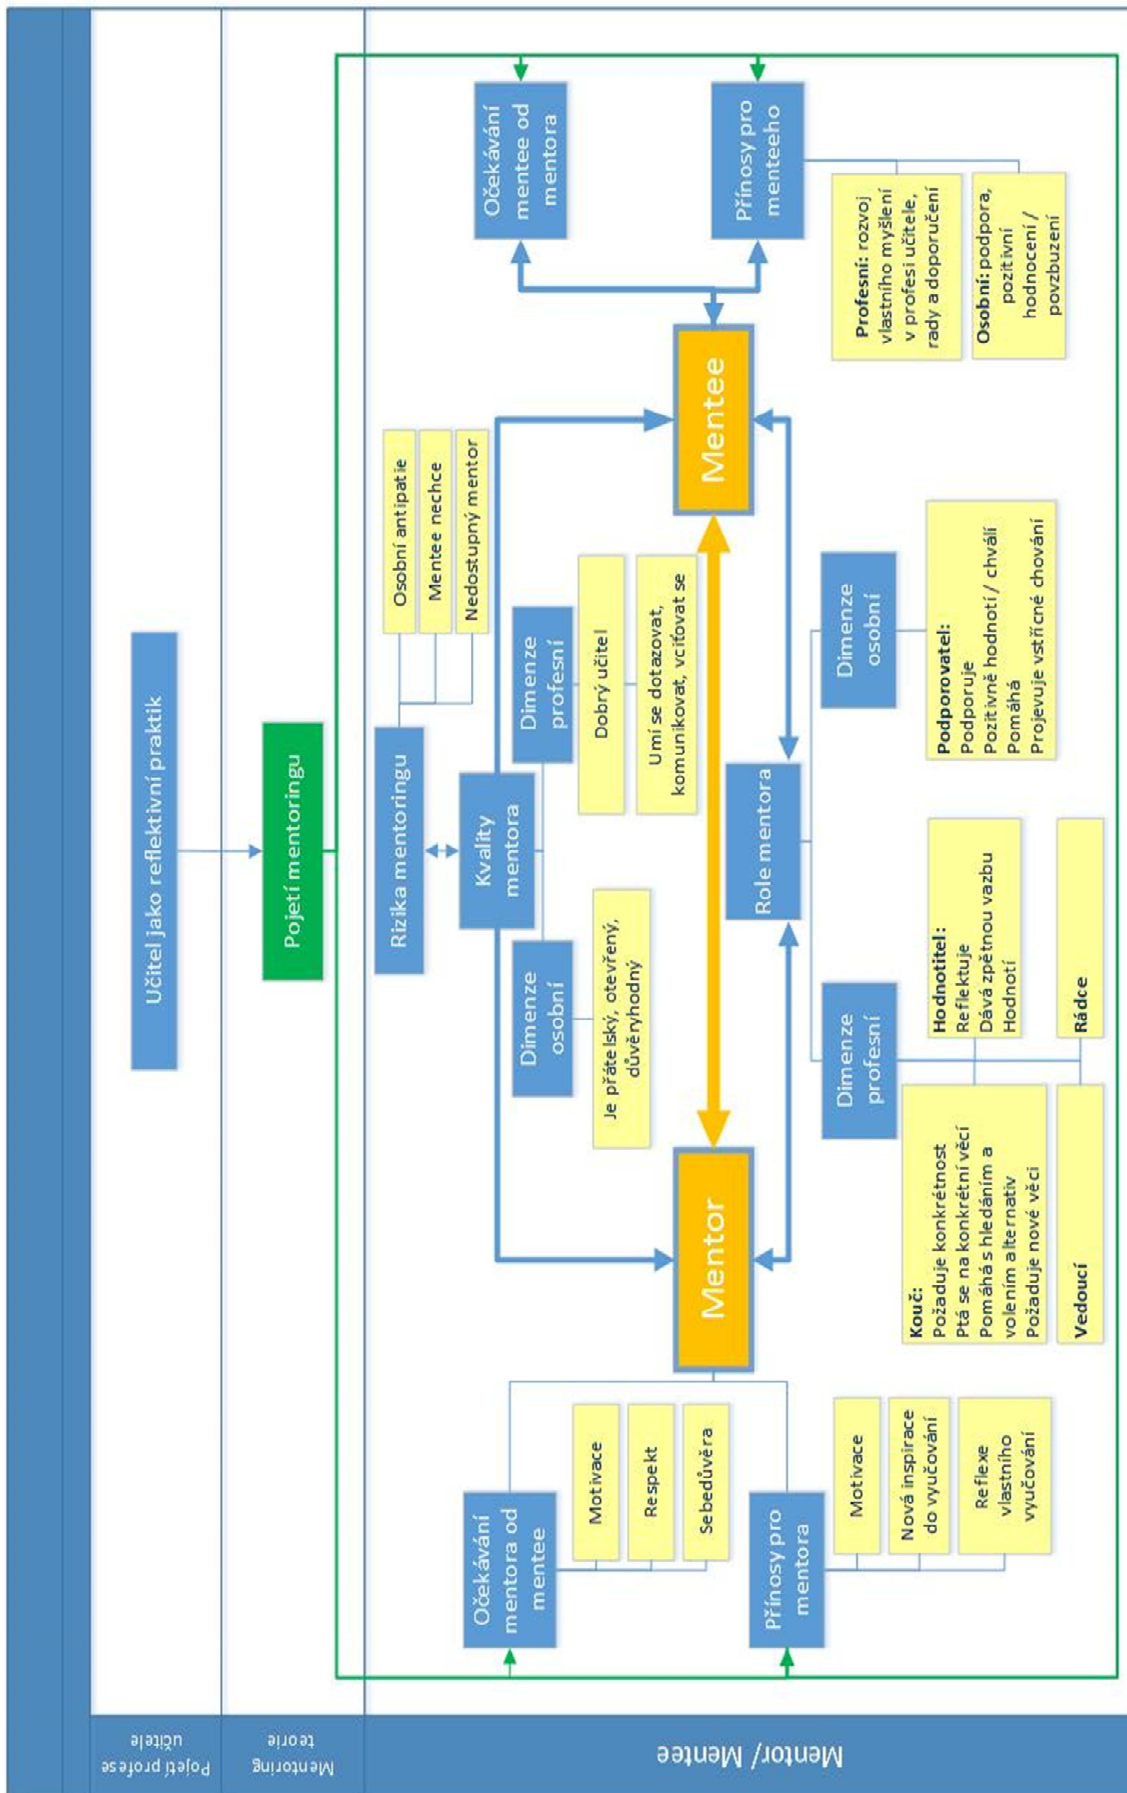 Pojetí profese
učitele
Učitel jako reflektivní praktik
Mentoring
teorie
Pojetí mentoringu
Mentor/ Mentee
Rizika mentoringu
Osobní antipatie
Mentee nechce
Nedostupný mentor
Kvality
mentora
Dimenze
osobní
Je přátelský, otevřený,
důvěryhodný
Dimenze
profesní
Dobrý učitel
Umí se dotazovat,
komunikovat, vciťovat se
Očekávání
mentora od
mentee
Motivace
Respekt
Sebedůvěra
Očekávání
mentee od
mentora
Mentor
Mentee
Přínosy pro
mentora
Motivace
Nová inspirace
do vyučování
Reflexe
vlastního
vyučování
Role mentora
Přínosy pro
menteeho
Profesní: rozvoj
vlastního myšlení
v profesi učitele,
rady a doporučení
Osobní: podpora,
pozitivní
hodnocení /
povzbuzení
Dimenze
profesní
Kouč:
Požaduje konkrétnost
Ptá se na konkrétní věcí
Pomáhá s hledáním a
volením alternativ
Požaduje nové věci
Hodnotitel:
Reflektuje
Dává zpětnou vazbu
Hodnotí
Vedoucí
Rádce
Dimenze
osobní
Podporovatel:
Podporuje
Pozitivně hodnotí / chválí
Pomáhá
Projevuje vstřícné chování